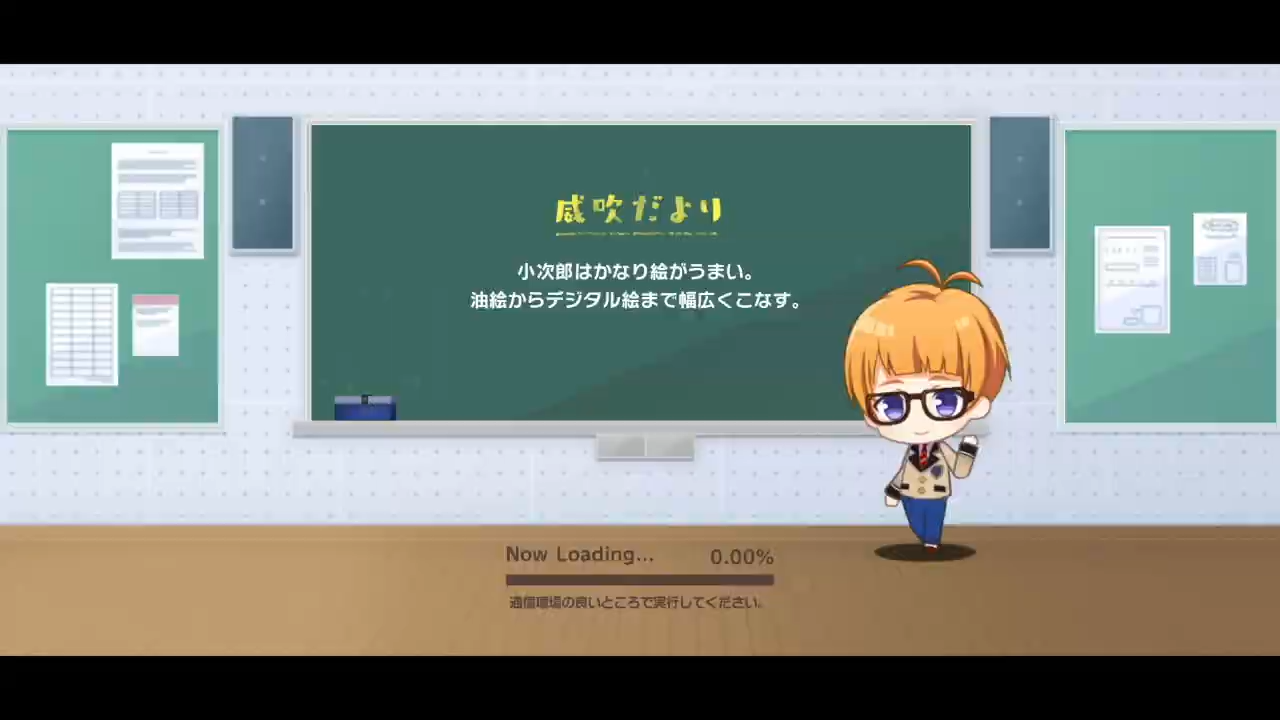 威吹だより
小次郎はかなり絵がうまい。
油絵からデジタル絵まで幅広くこなす。
Now Loading... 0.00%
通信環境の良いところで実行してください。